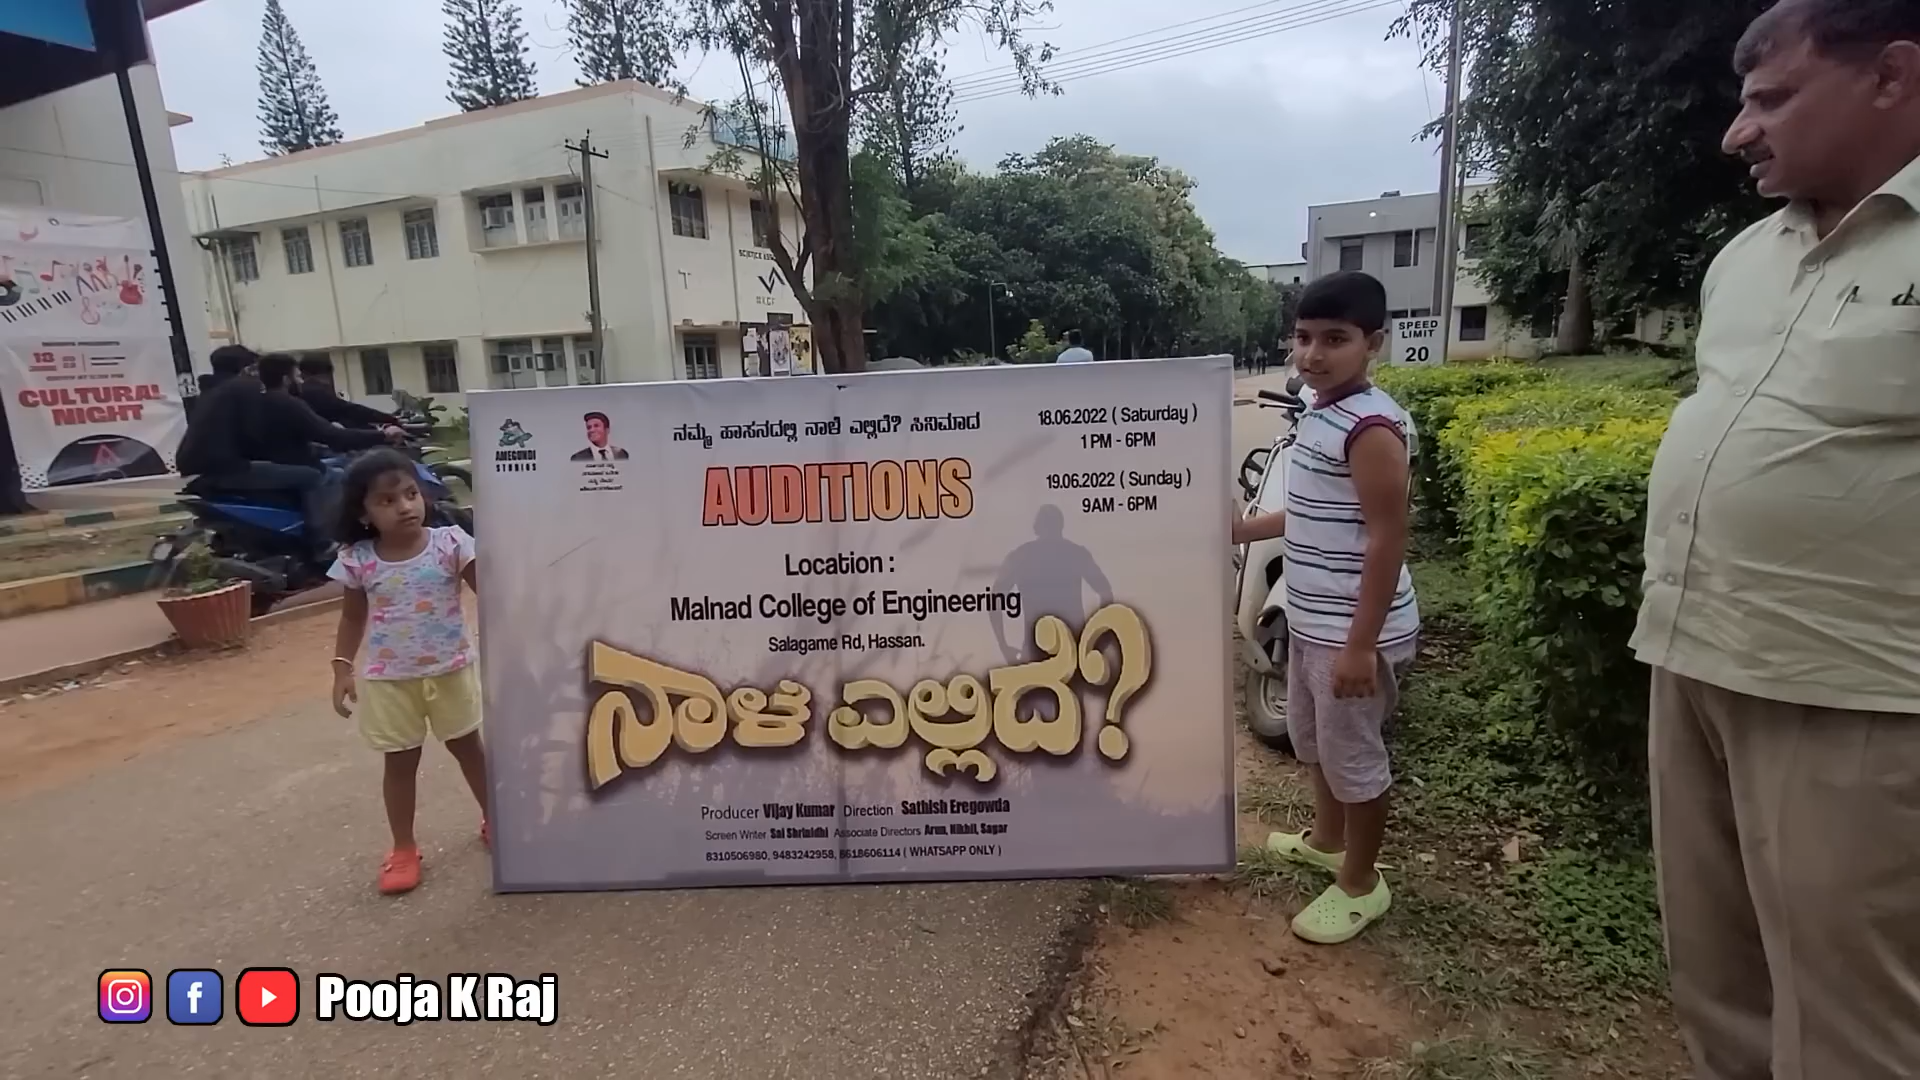 CULTURAL
NIGHT
SPEED
LIMIT
20
AMEGUNDI
STUDIOS
ನಮ್ಮ ಹಾಸನದಲ್ಲಿ ನಾಳೆ ಎಲ್ಲಿದೆ? ಸಿನಿಮಾದ
18.06.2022 ( Saturday )
1 PM - 6PM
AUDITIONS
19.06.2022 ( Sunday )
9AM - 6PM
Location :
Malnad College of Engineering
Salagame Rd, Hassan.
ನಾಳೆ ಎಲ್ಲಿದೆ?
Producer Vijay Kumar Direction Sathish Eregowda
Screen Writer Sai Shrinidhi Associate Directors Arun, Nikhil, Sagar
8310506980, 9483242958, 8618606114 ( WHATSAPP ONLY )
Pooja K Raj